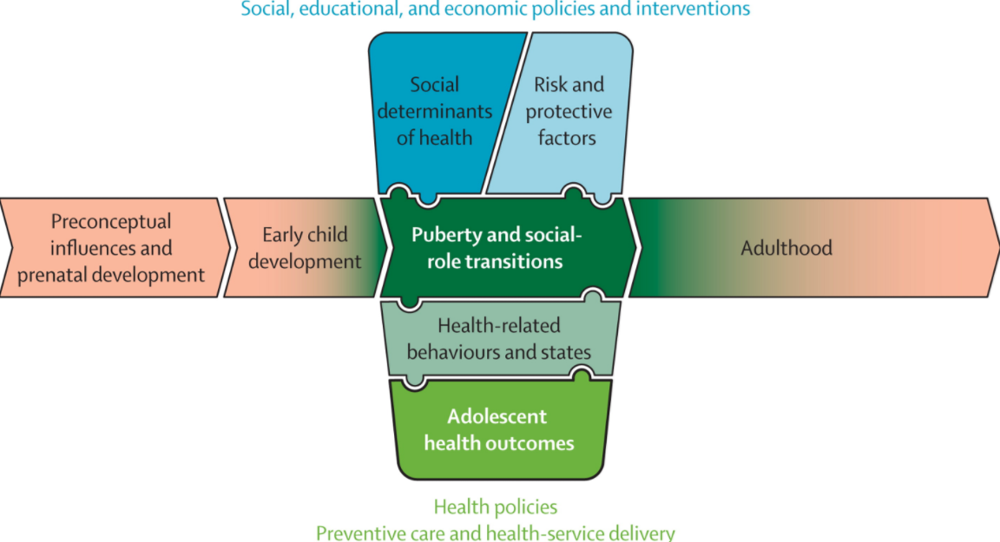 Social, educational, and economic policies and interventions
Social
determinants
of health
Risk and
protective
factors
Preconceptual
influences and
prenatal development
Early child
development
Puberty and social-
role transitions
Adulthood
Health-related
behaviours and states
Adolescent
health outcomes
Health policies
Preventive care and health-service delivery